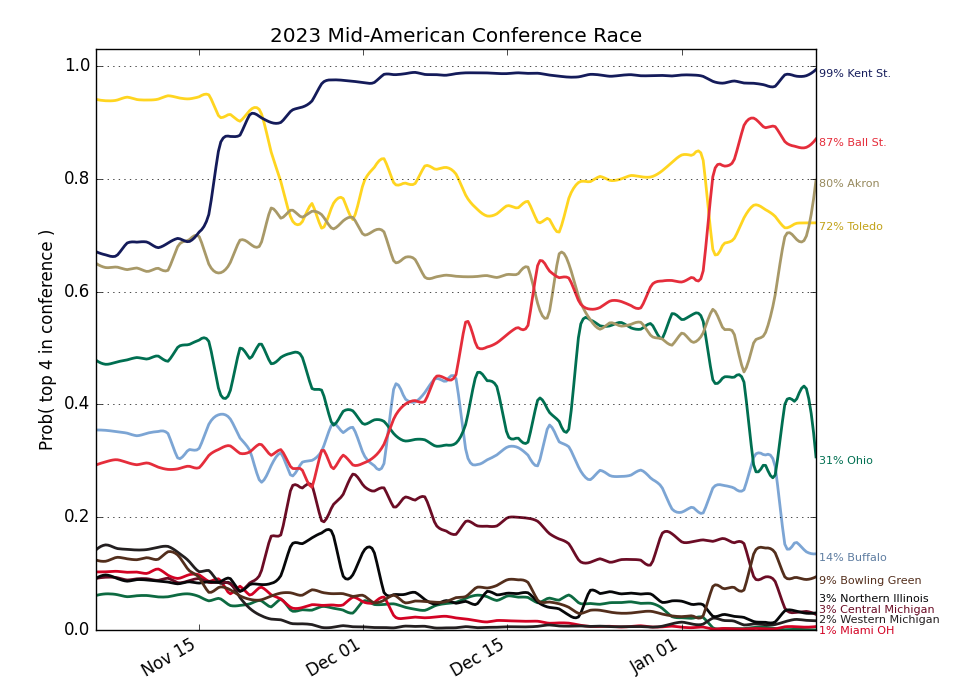 2023 Mid-American Conference Race
Prob( top 4 in conference )
1.0
0.8
0.6
0.4
0.2
0.0
Nov 15
Dec 01
Dec 15
Jan 01
99% Kent St.
87% Ball St.
80% Akron
72% Toledo
31% Ohio
14% Buffalo
9% Bowling Green
3% Northern Illinois
3% Central Michigan
2% Western Michigan
1% Miami OH